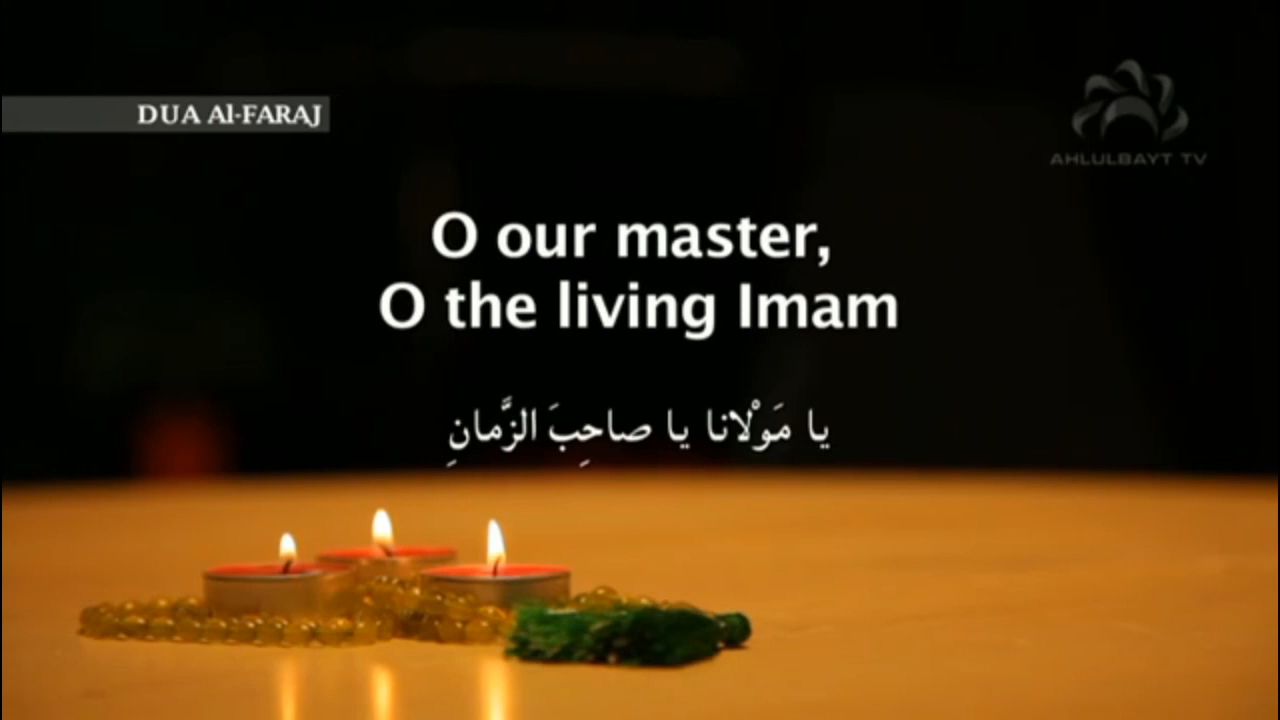 DUA Al-FARAJ
AHLULBAYT TV
O our master,
O the living Imam
يا مَوْلانا يا صاحِبَ الزَّمانِ